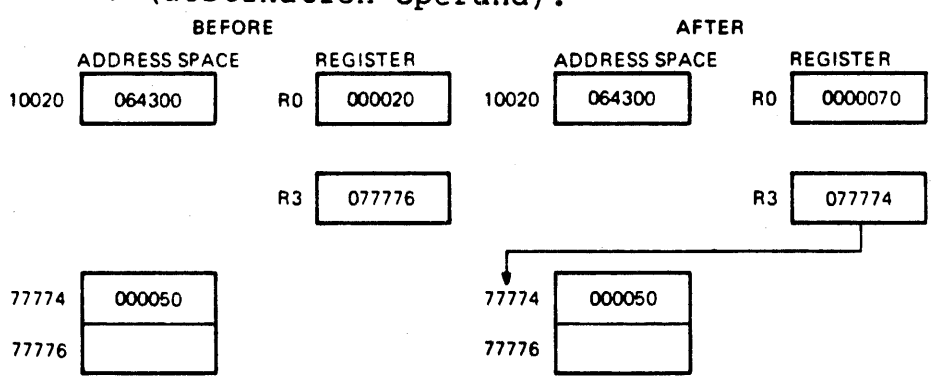 (destination operand).
BEFORE AFTER
ADDRESS SPACE REGISTER ADDRESS SPACE REGISTER
10020 064300 R0 000020 10020 064300 R0 0000070
R3 077776 R3 077774
77774 000050 77774 000050
77776 77776